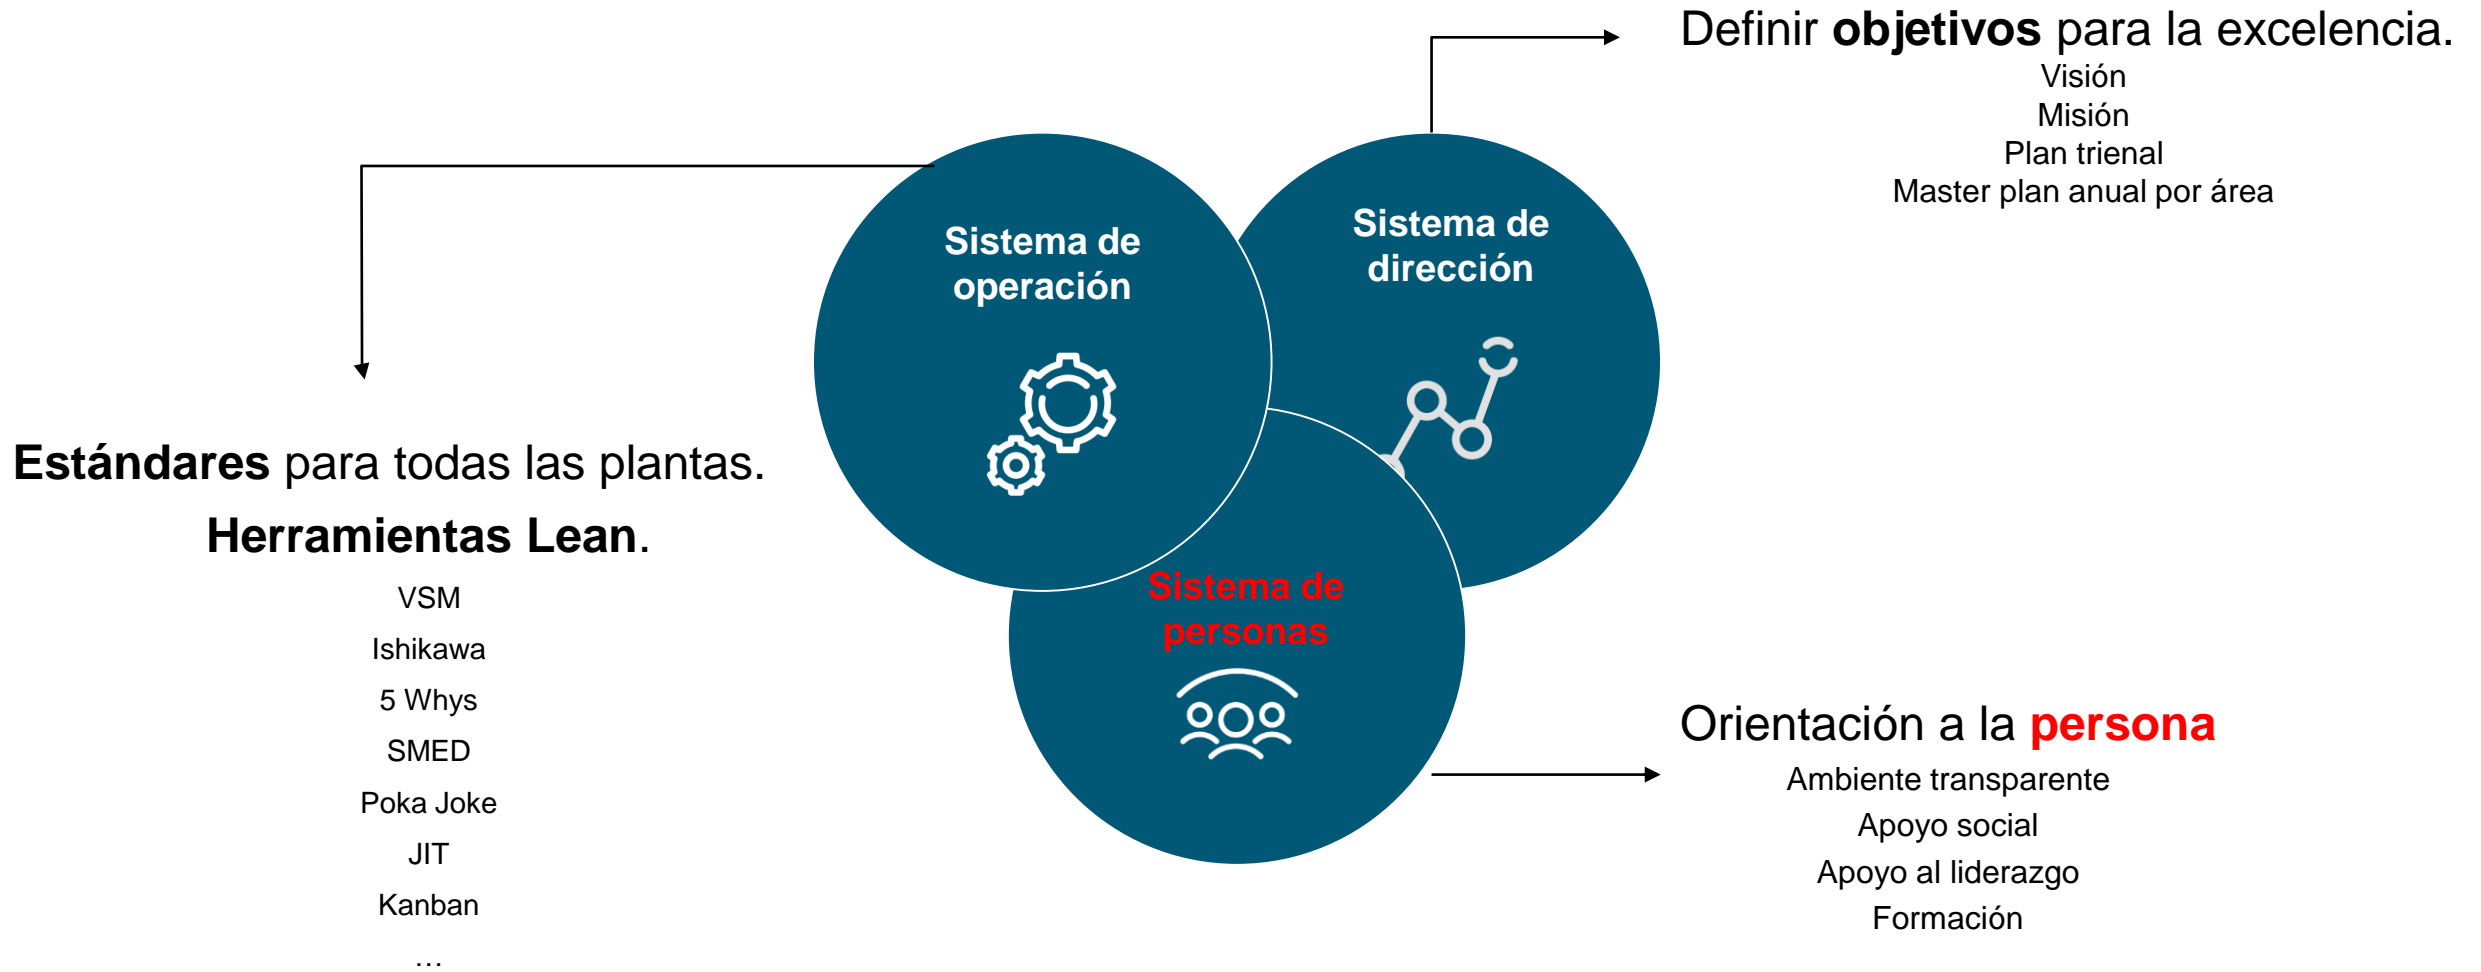 Definir objetivos para la excelencia.
Visión
Misión
Plan trienal
Master plan anual por área
Sistema de
operación
Sistema de
dirección
Estándares para todas las plantas.
Herramientas Lean.
VSM
Ishikawa
5 Whys
SMED
Poka Joke
JIT
Kanban
…
Sistema de
personas
Orientación a la persona
Ambiente transparente
Apoyo social
Apoyo al liderazgo
Formación